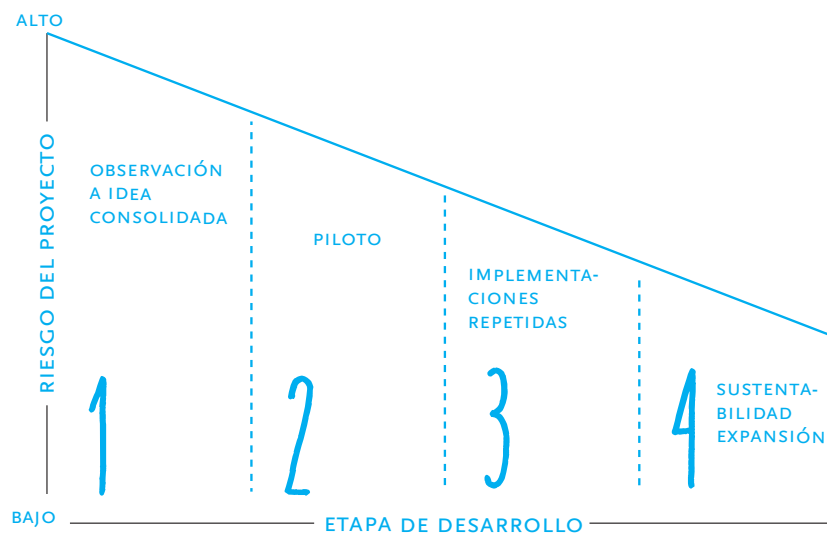 ALTO
RIESGO DEL PROYECTO
OBSERVACIÓN
A IDEA
CONSOLIDADA
PILOTO
IMPLEMENTA-
CIONES
REPETIDAS
1
2
3
4
SUSTENTA-
BILIDAD
EXPANSIÓN
BAJO
ETAPA DE DESARROLLO